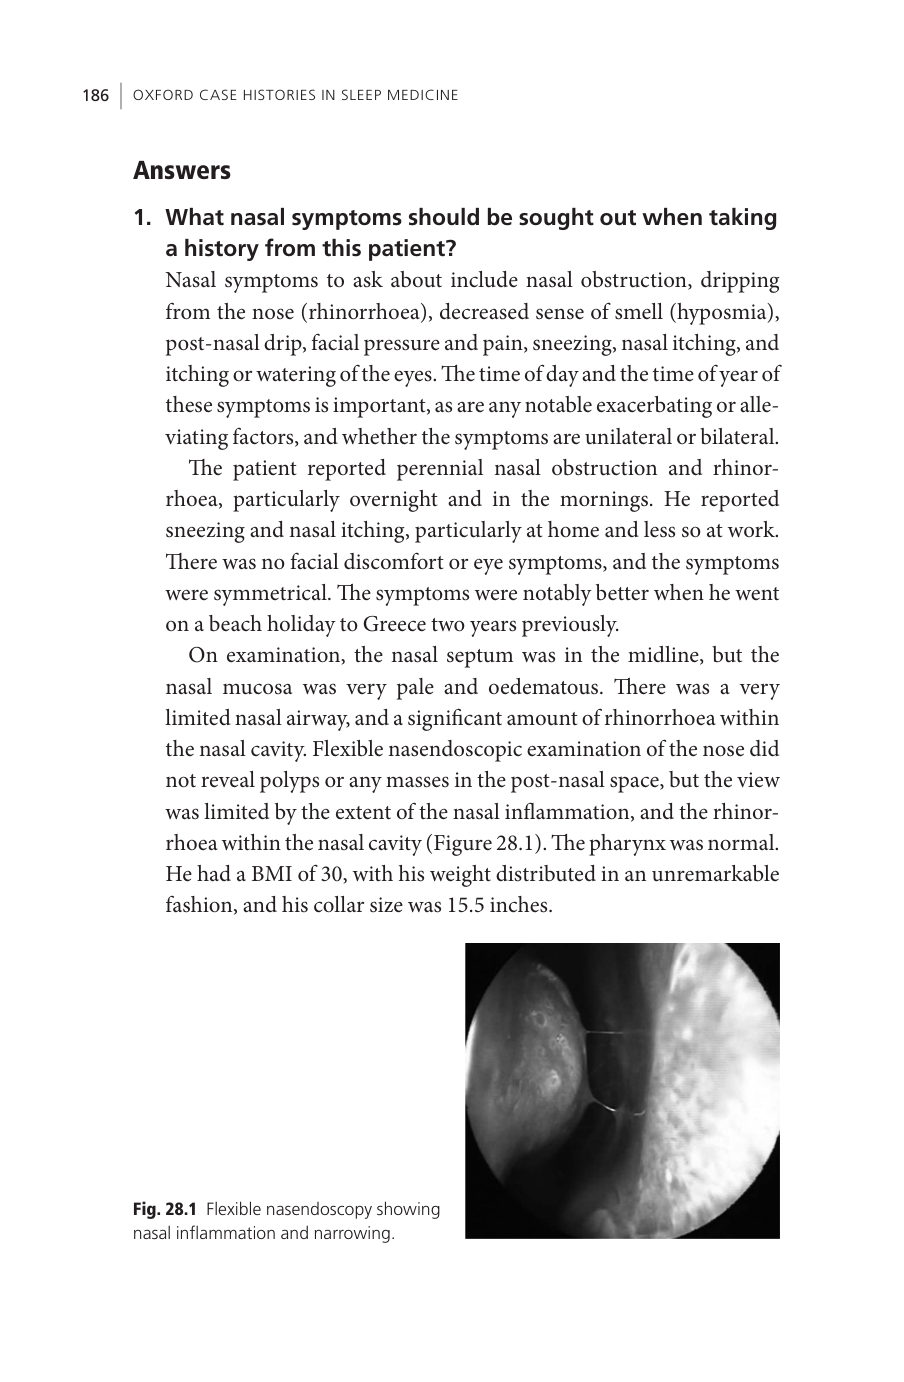 186 | OXFORD CASE HISTORIES IN SLEEP MEDICINE
Answers
1. What nasal symptoms should be sought out when taking
a history from this patient?
Nasal symptoms to ask about include nasal obstruction, dripping
from the nose (rhinorrhoea), decreased sense of smell (hyposmia),
post-nasal drip, facial pressure and pain, sneezing, nasal itching, and
itching or watering of the eyes. The time of day and the time of year of
these symptoms is important, as are any notable exacerbating or alle-
viating factors, and whether the symptoms are unilateral or bilateral.
The patient reported perennial nasal obstruction and rhinor-
rhoea, particularly overnight and in the mornings. He reported
sneezing and nasal itching, particularly at home and less so at work.
There was no facial discomfort or eye symptoms, and the symptoms
were symmetrical. The symptoms were notably better when he went
on a beach holiday to Greece two years previously.
On examination, the nasal septum was in the midline, but the
nasal mucosa was very pale and oedematous. There was a very
limited nasal airway, and a significant amount of rhinorrhoea within
the nasal cavity. Flexible nasendoscopic examination of the nose did
not reveal polyps or any masses in the post-nasal space, but the view
was limited by the extent of the nasal inflammation, and the rhinor-
rhoea within the nasal cavity (Figure 28.1). The pharynx was normal.
He had a BMI of 30, with his weight distributed in an unremarkable
fashion, and his collar size was 15.5 inches.
Fig. 28.1 Flexible nasendoscopy showing
nasal inflammation and narrowing.